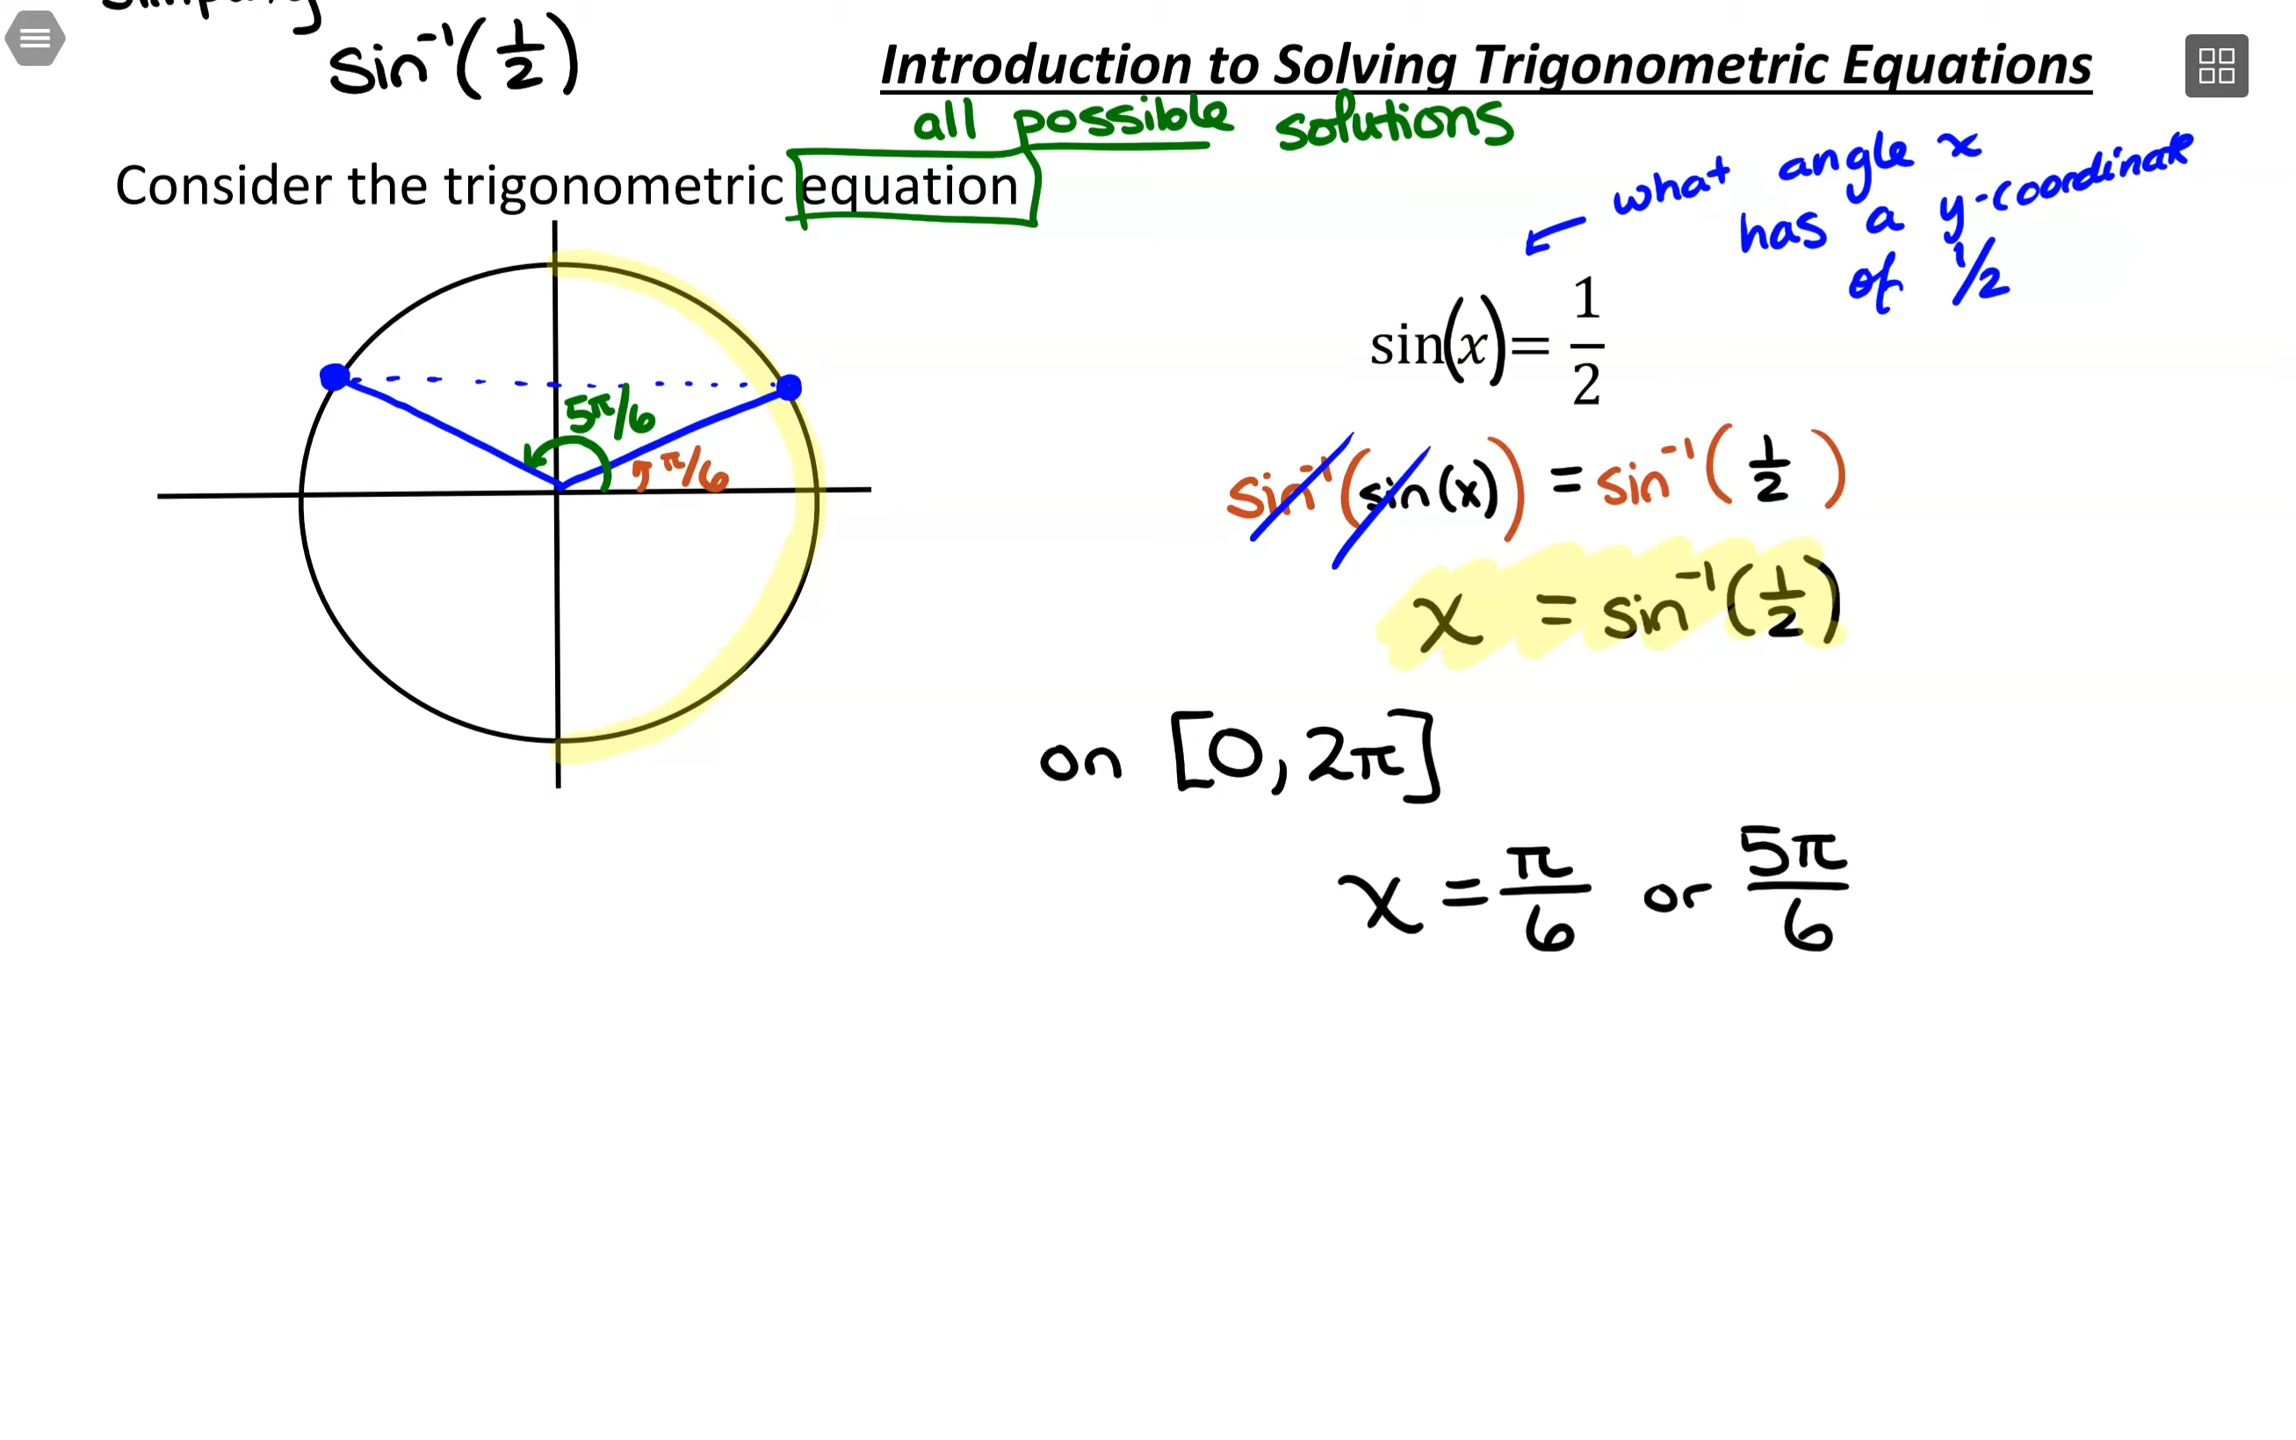 sin⁻¹(1/2)
Introduction to Solving Trigonometric Equations
all possible solutions
Consider the trigonometric equation
what angle x
has a y-coordinate
of 1/2
sin(x)= 1/2
5π/6
π/6
sin⁻¹(sin(x)) = sin⁻¹(1/2)
x = sin⁻¹(1/2)
on [0, 2π]
x = π/6 or 5π/6